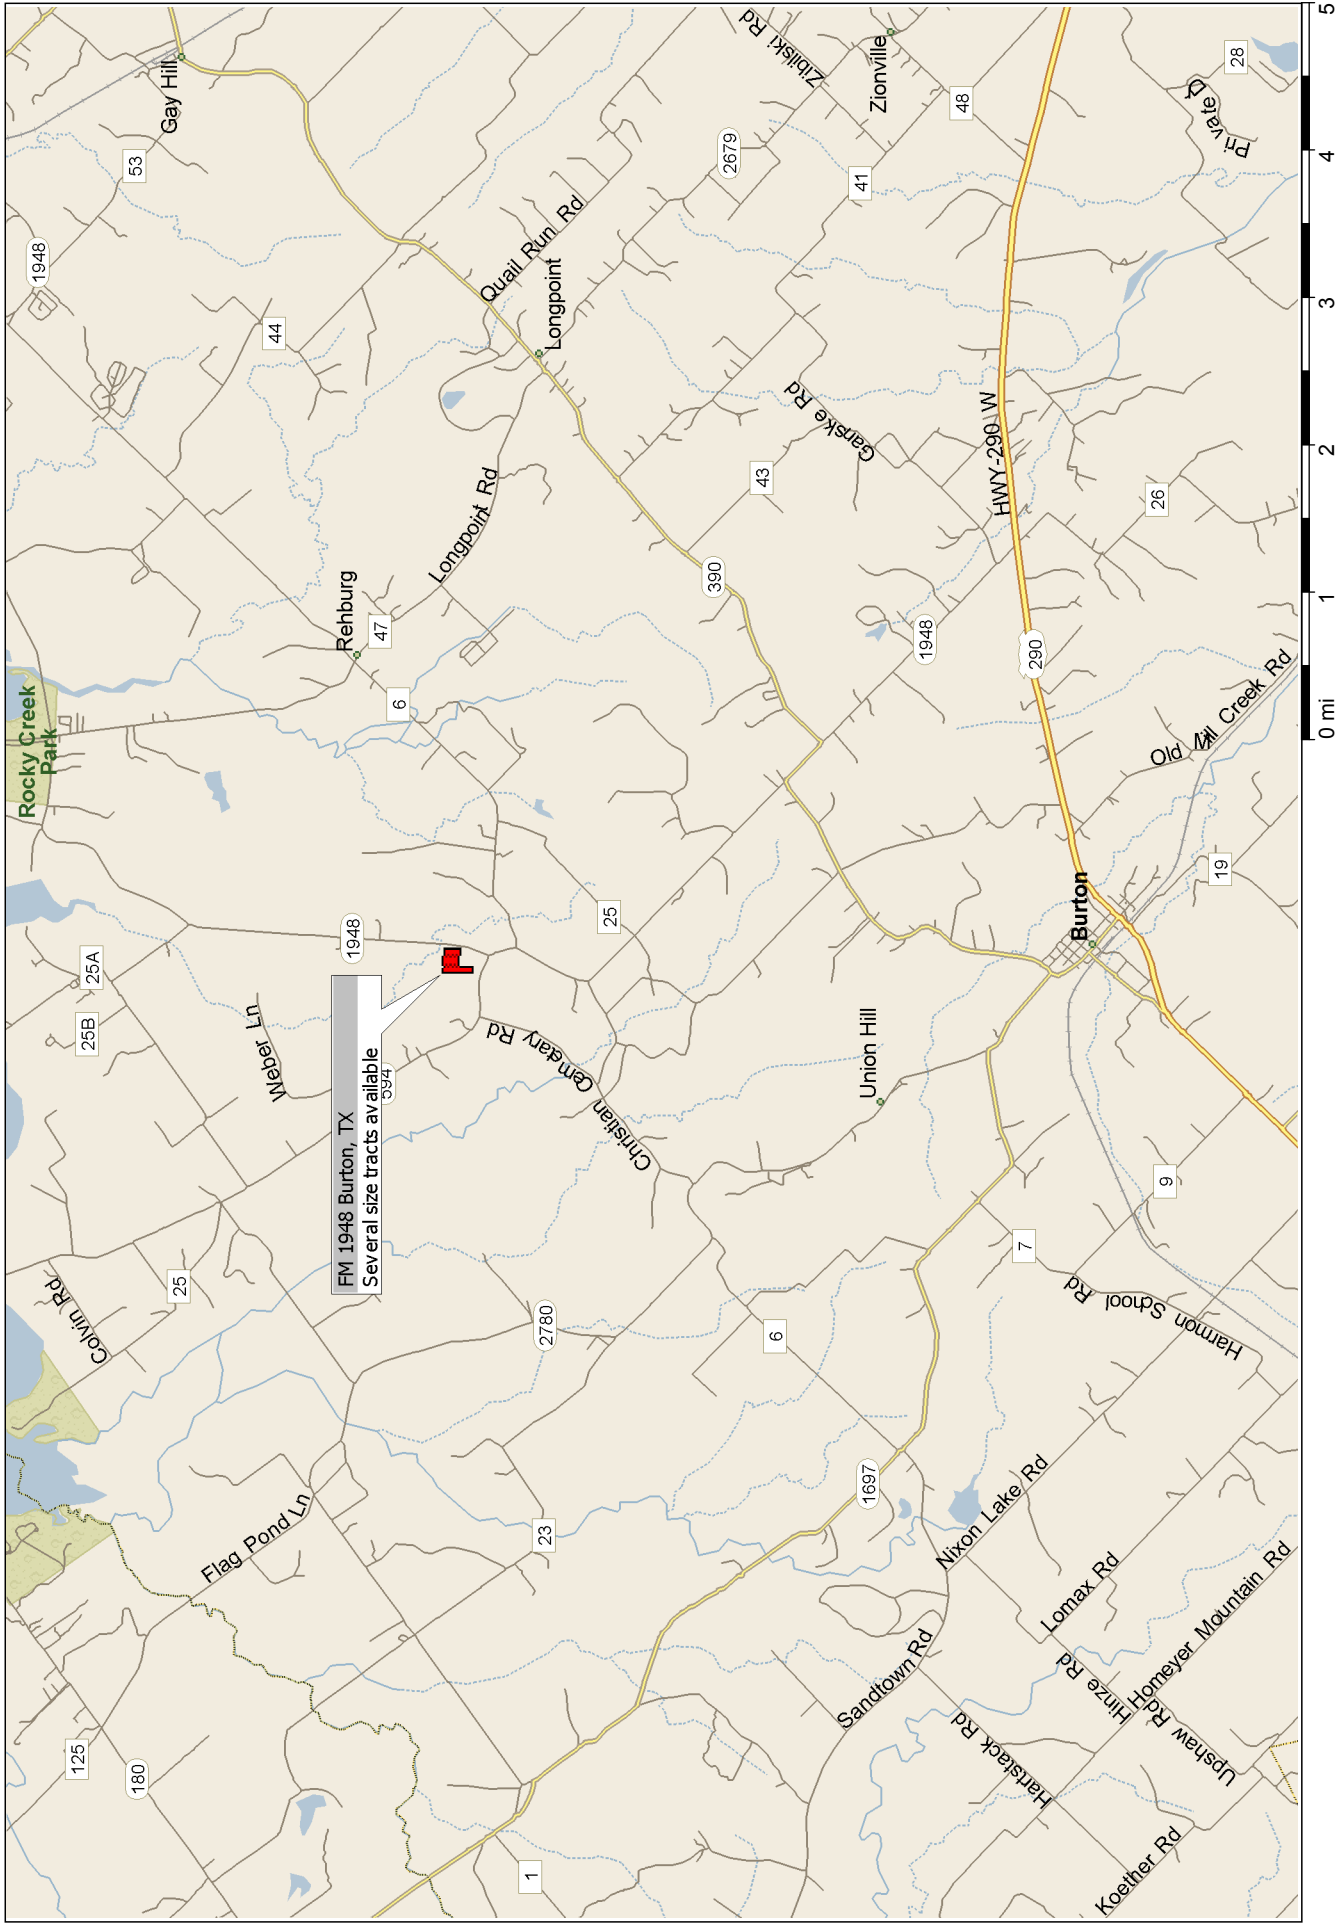 Rocky Creek
Park
Gay Hill
53
1948
44
Quail Run Rd
Longpoint
Longpoint Rd
Rehburg
47
6
2679
Zibilski Rd
Zionville
48
41
28
Private D
Ganske Rd
43
HWY-290 W
26
390
1948
290
Old Mill Creek Rd
25A
25B
1948
Weber Ln
FM 1948 Burton, TX
Several size tracts available
594
Christian Cemetary Rd
25
Burton
19
Union Hill
Colvin Rd
25
2780
6
7
9
Harmon School Rd
Flag Pond Ln
23
1697
Nixon Lake Rd
Lomax Rd
Sandtown Rd
Hinze Rd
Homeyer Mountain Rd
Upshaw Rd
Hartstack Rd
Koether Rd
125
180
1
0 mi
1
2
3
4
5